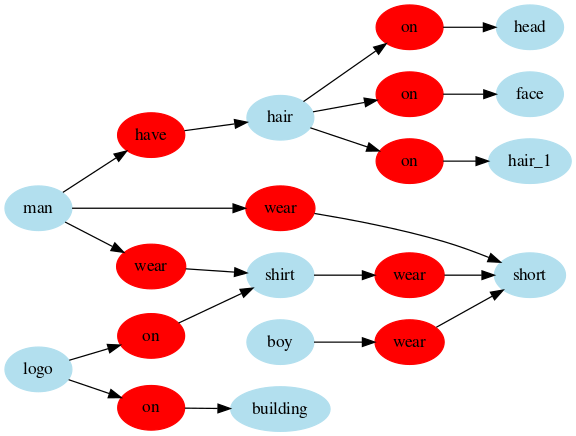 on
head
on
face
hair
have
on
hair_1
man
wear
wear
shirt
wear
short
on
boy
wear
logo
on
building